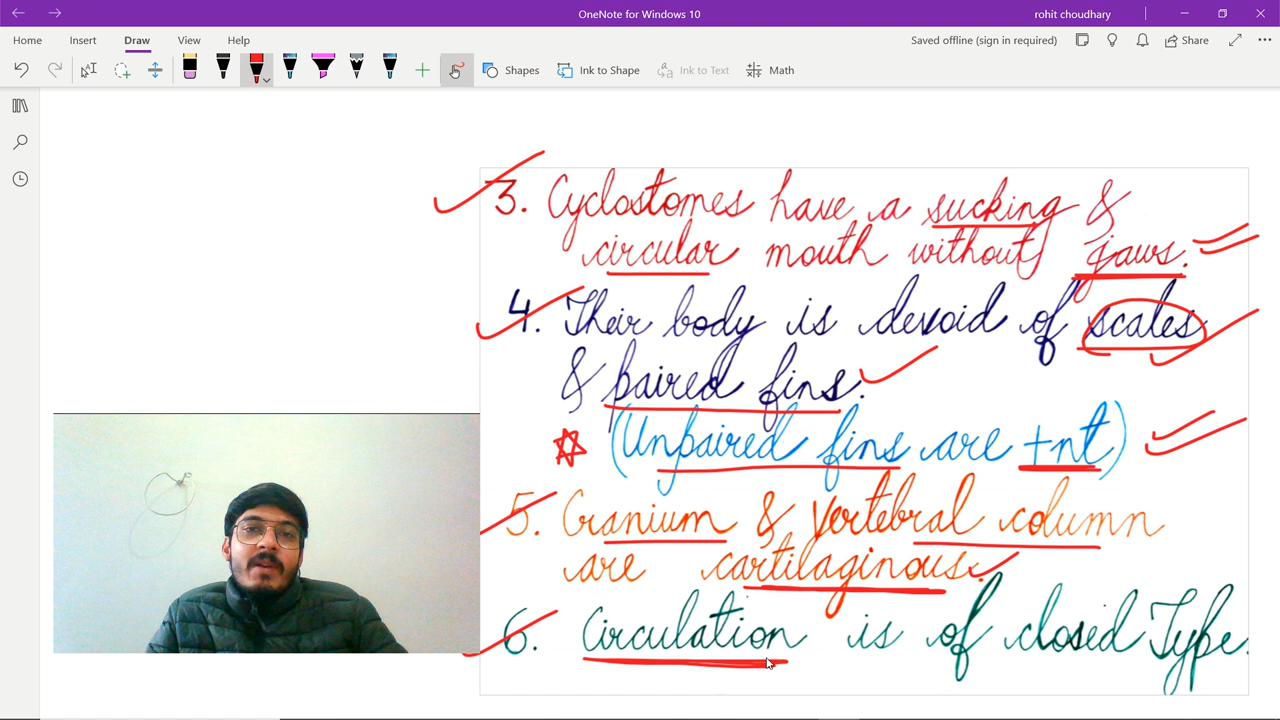 OneNote for Windows 10
rohit choudhary
Home
Insert
Draw
View
Help
Saved offline (sign in required)
Share
Shapes
Ink to Shape
Ink to Text
Math
3. Cyclostomes have a sucking &
circular mouth without jaws.
4. Their body is devoid of scales
& paired fins.
(Unpaired fins are +nt)
5. Cranium & vertebral column
are cartilaginous.
6. Circulation is of closed Type.